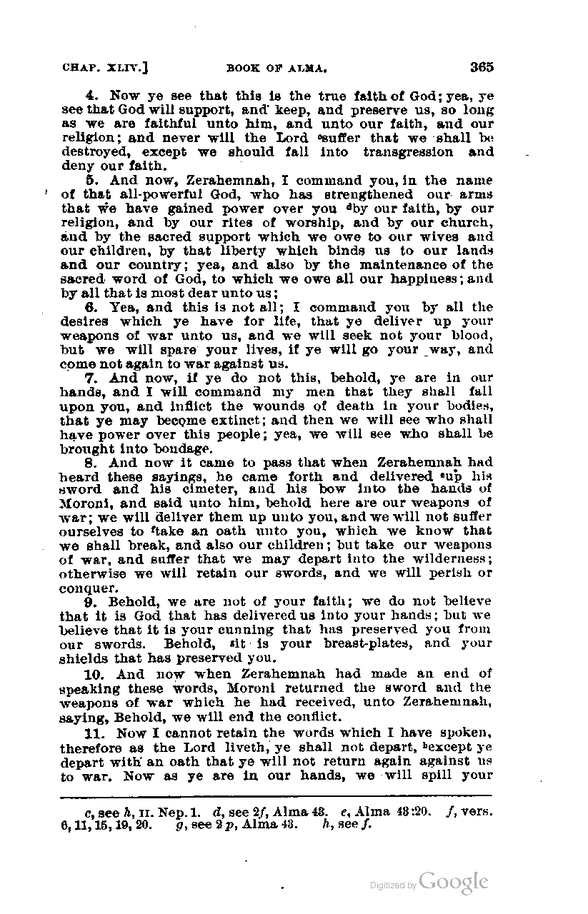 CHAP. XLIV.] BOOK OF ALMA. 365
4. Now ye see that this is the true faith of God; yea, ye
see that God will support, and keep, and preserve us, so long
as we are faithful unto him, and unto our faith, and our
religion; and never will the Lord ᶜsuffer that we shall be
destroyed, except we should fall into transgression and
deny our faith.
5. And now, Zerahemnah, I command you, in the name
of that all-powerful God, who has strengthened our arms
that we have gained power over you ᵈby our faith, by our
religion, and by our rites of worship, and by our church,
and by the sacred support which we owe to our wives and
our children, by that liberty which binds us to our lands
and our country; yea, and also by the maintenance of the
sacred word of God, to which we owe all our happiness; and
by all that is most dear unto us;
6. Yea, and this is not all; I command you by all the
desires which ye have for life, that ye deliver up your
weapons of war unto us, and we will seek not your blood,
but we will spare your lives, if ye will go your way, and
come not again to war against us.
7. And now, if ye do not this, behold, ye are in our
hands, and I will command my men that they shall fall
upon you, and inflict the wounds of death in your bodies,
that ye may become extinct; and then we will see who shall
have power over this people; yea, we will see who shall be
brought into bondage.
8. And now it came to pass that when Zerahemnah had
heard these sayings, he came forth and delivered ᵉup his
sword and his cimeter, and his bow into the hands of
Moroni, and said unto him, behold here are our weapons of
war; we will deliver them up unto you, and we will not suffer
ourselves to ᶠtake an oath unto you, which we know that
we shall break, and also our children; but take our weapons
of war, and suffer that we may depart into the wilderness;
otherwise we will retain our swords, and we will perish or
conquer.
9. Behold, we are not of your faith; we do not believe
that it is God that has delivered us into your hands; but we
believe that it is your cunning that has preserved you from
our swords. Behold, ᵍit is your breast-plates, and your
shields that has preserved you.
10. And now when Zerahemnah had made an end of
speaking these words, Moroni returned the sword and the
weapons of war which he had received, unto Zerahemnah,
saying, Behold, we will end the conflict.
11. Now I cannot retain the words which I have spoken,
therefore as the Lord liveth, ye shall not depart, ʰexcept ye
depart with an oath that ye will not return again against us
to war. Now as ye are in our hands, we will spill your
c, see h, II. Nep. 1. d, see 2f, Alma 43. e, Alma 43:20. f, vers.
6, 11, 15, 19, 20. g, see 2p, Alma 43. h, see f.
Digitized by Google